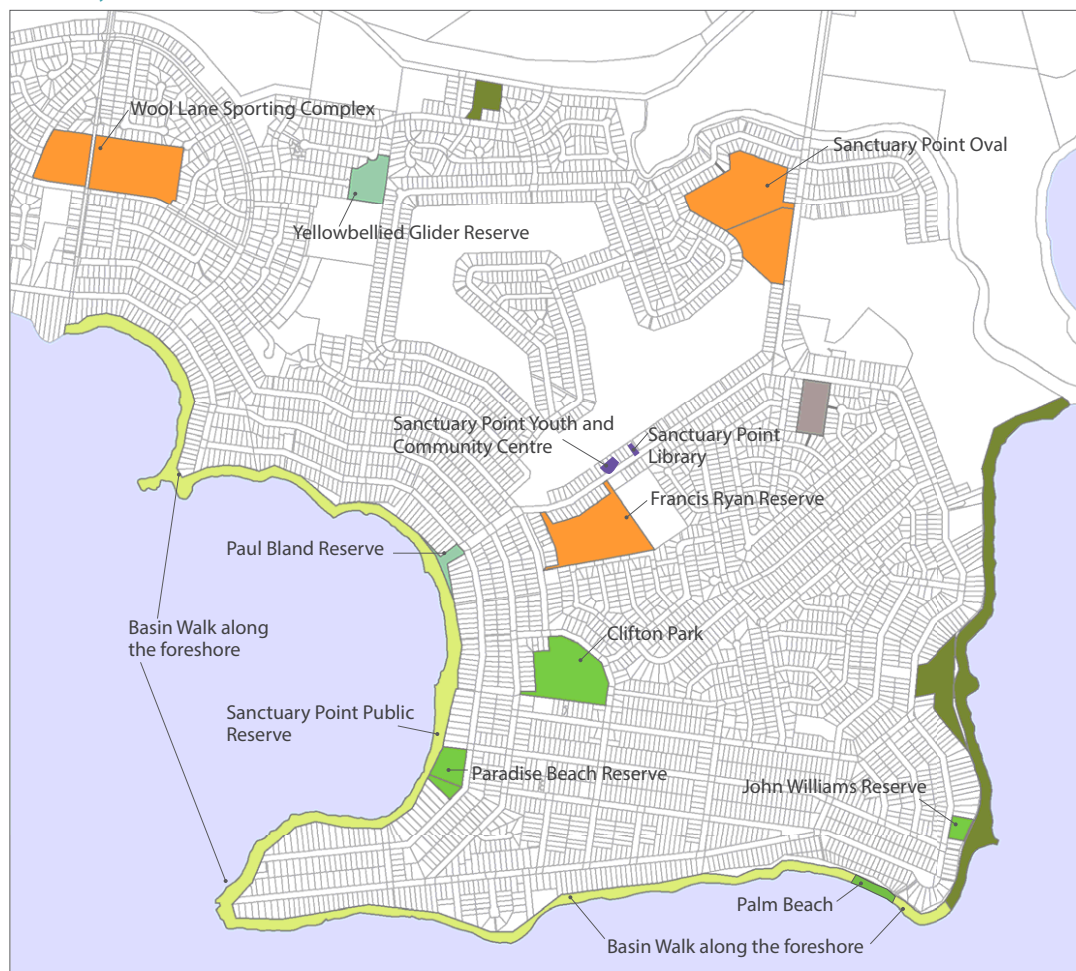 Wool Lane Sporting Complex
Sanctuary Point Oval
Yellowbellied Glider Reserve
Sanctuary Point Youth and
Community Centre
Sanctuary Point
Library
Francis Ryan Reserve
Paul Bland Reserve
Basin Walk along
the foreshore
Clifton Park
Sanctuary Point Public
Reserve
Paradise Beach Reserve
John Williams Reserve
Palm Beach
Basin Walk along the foreshore